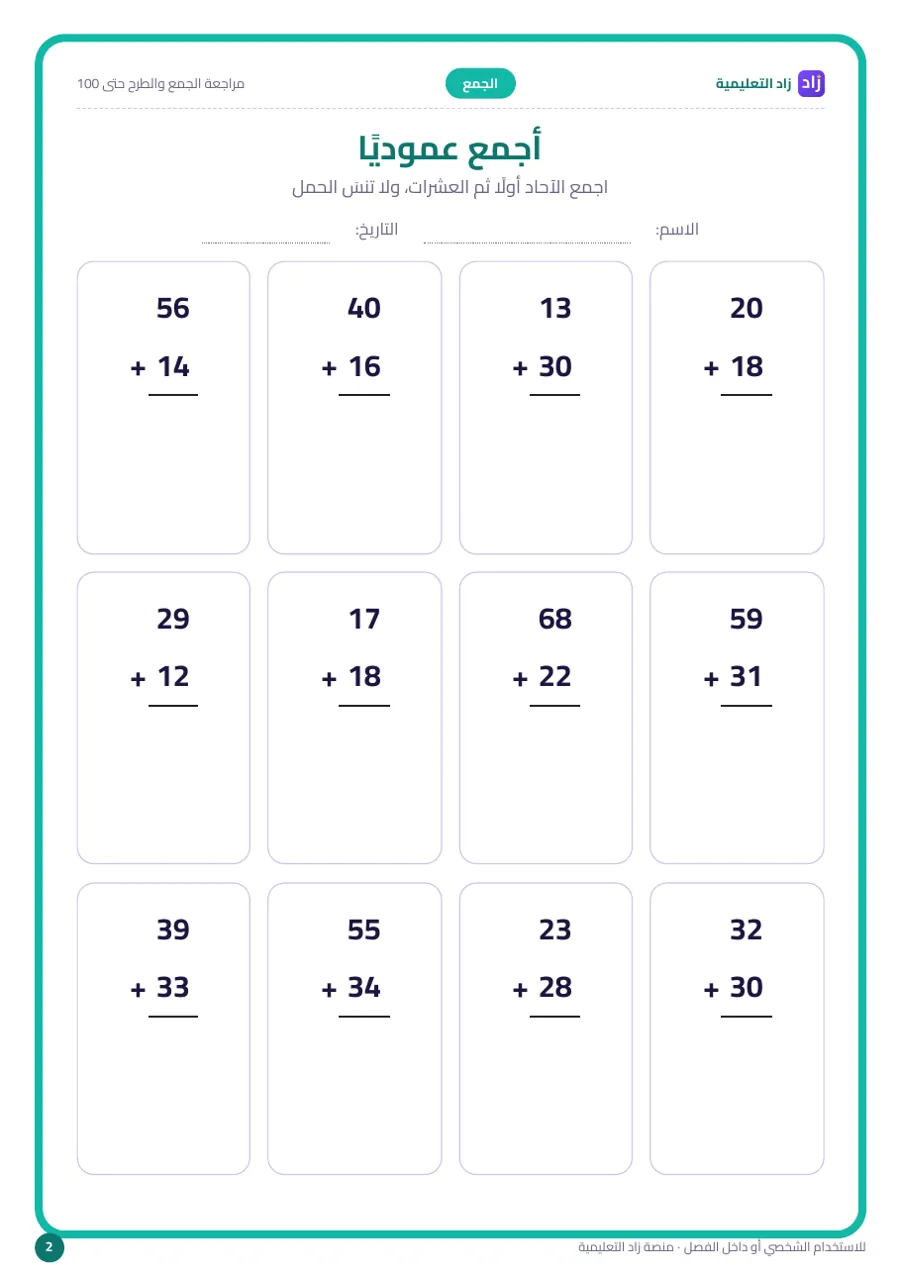 زاد زاد التعليمية
الجمع
مراجعة الجمع والطرح حتى 100
أجمع عموديًا
اجمع الآحاد أولًا ثم العشرات، ولا تنسَ الحمل
الاسم: التاريخ:
20 13 40 56
+ 18 + 30 + 16 + 14
59 68 17 29
+ 31 + 22 + 18 + 12
32 23 55 39
+ 30 + 28 + 34 + 33
للاستخدام الشخصي أو داخل الفصل · منصة زاد التعليمية
2